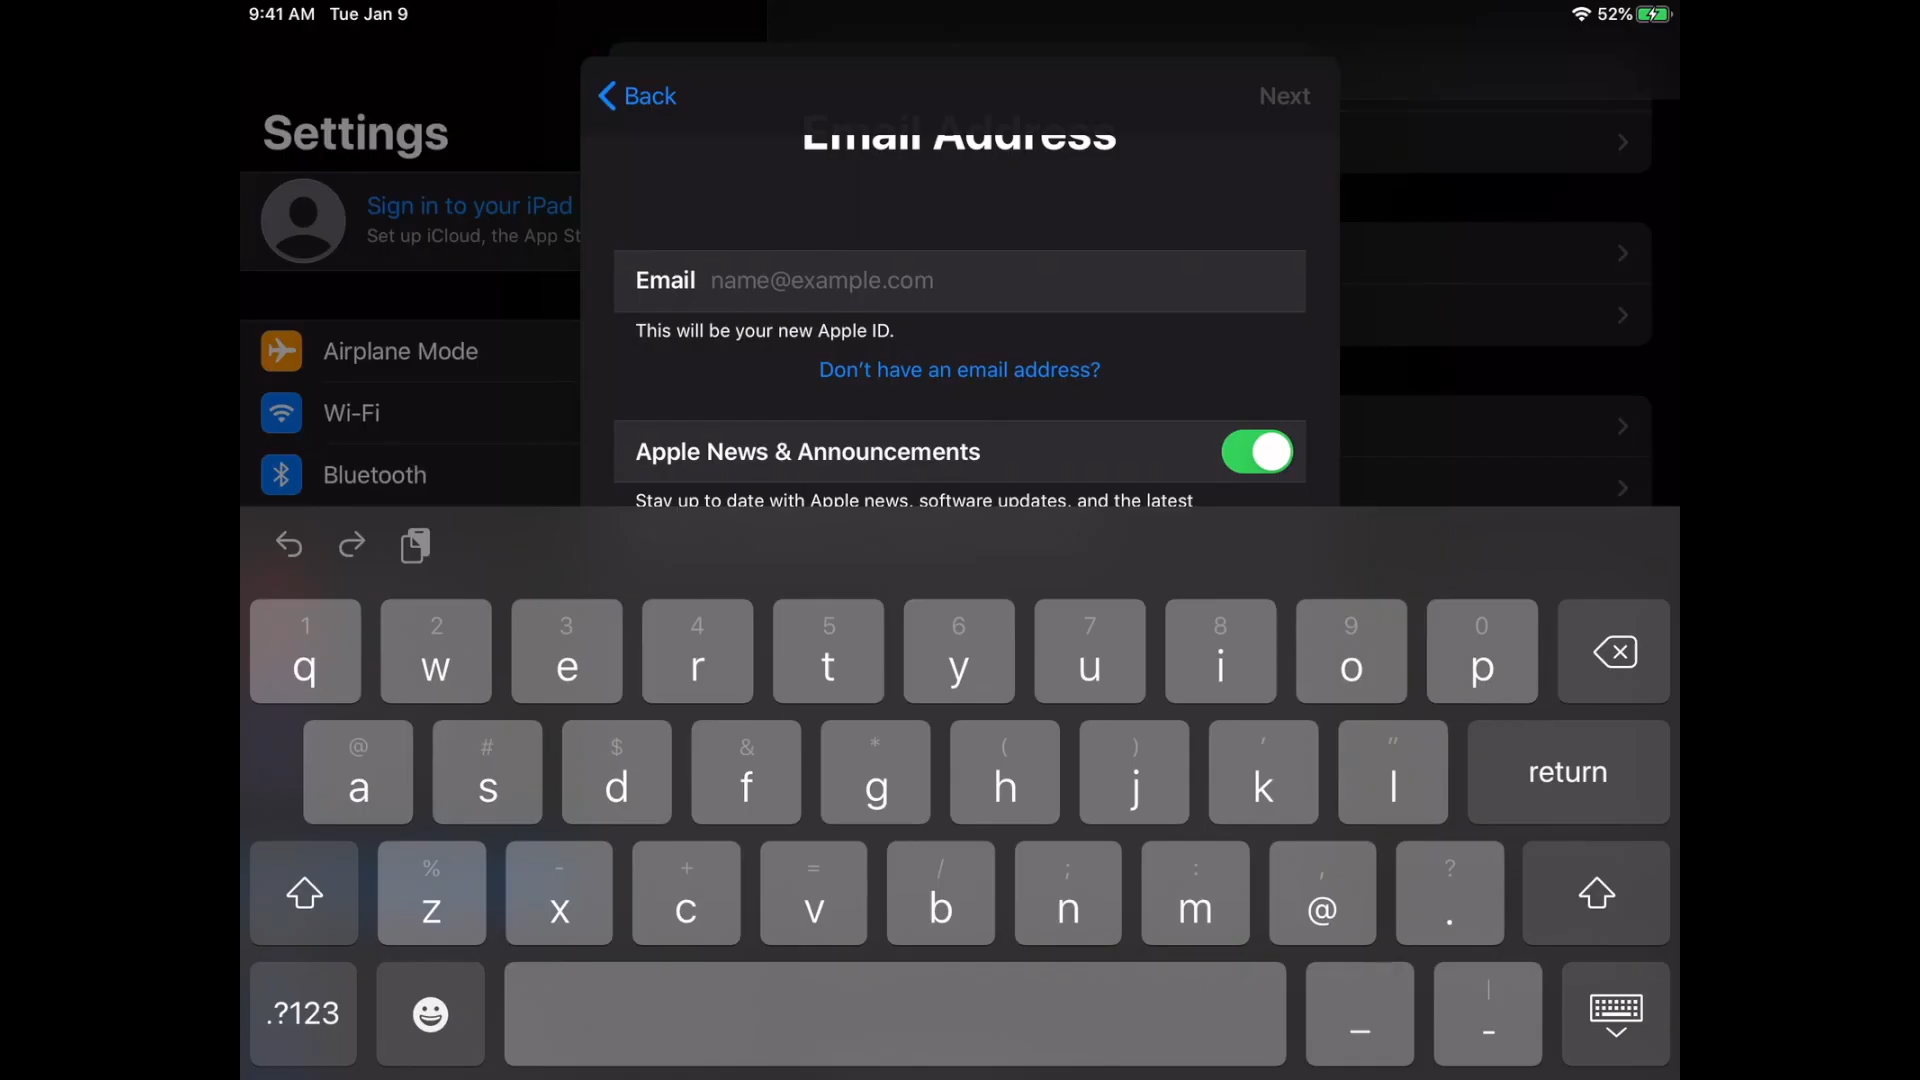 9:41 AM Tue Jan 9
52%
Back
Next
Email Address
Settings
Sign in to your iPad
Set up iCloud, the App St
Email name@example.com
This will be your new Apple ID.
Don't have an email address?
Airplane Mode
Wi-Fi
Bluetooth
Apple News & Announcements
Stay up to date with Apple news, software updates, and the latest
1 2 3 4 5 6 7 8 9 0
q w e r t y u i o p
@ # $ & * ( ) ' "
a s d f g h j k l return
% - + = / ; : , ?
z x c v b n m @ .
|
.?123 _ -